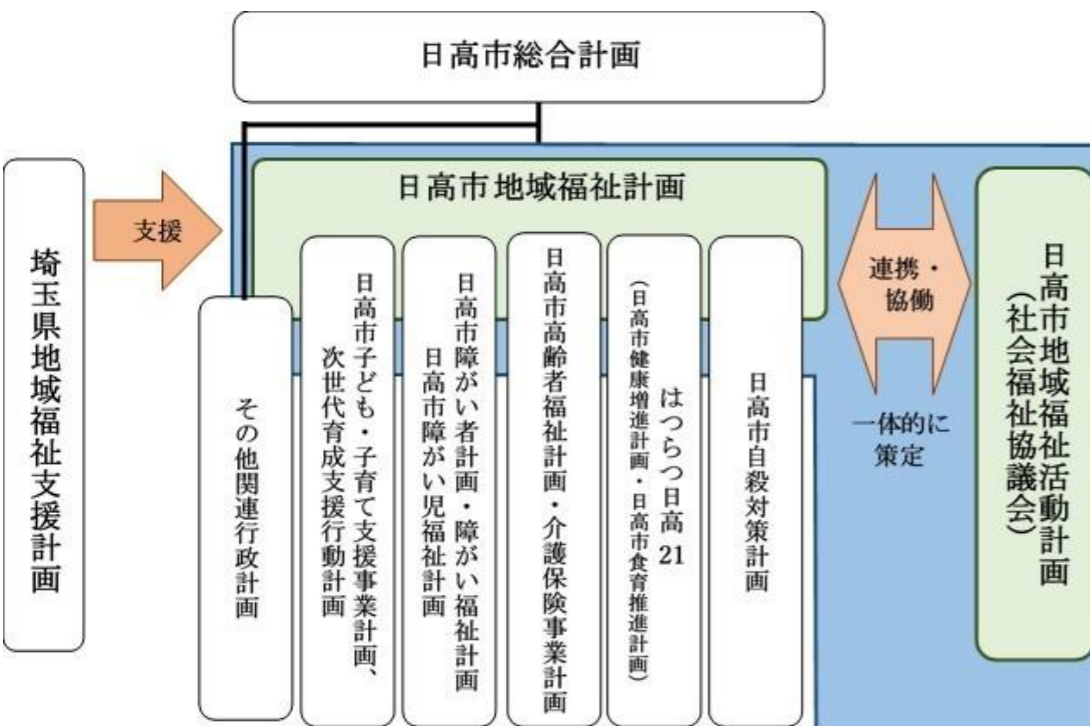 日高市総合計画
日高市地域福祉計画
埼玉県地域福祉支援計画
支援
その他関連行政計画
日高市子ども・子育て支援事業計画、
次世代育成支援行動計画
日高市障がい者計画・障がい福祉計画
日高市障がい児福祉計画
日高市高齢者福祉計画・介護保険事業計画
はつらつ日高21
（日高市健康増進計画・日高市食育推進計画）
日高市自殺対策計画
連携・
協働
一体的に
策定
日高市地域福祉活動計画
（社会福祉協議会）